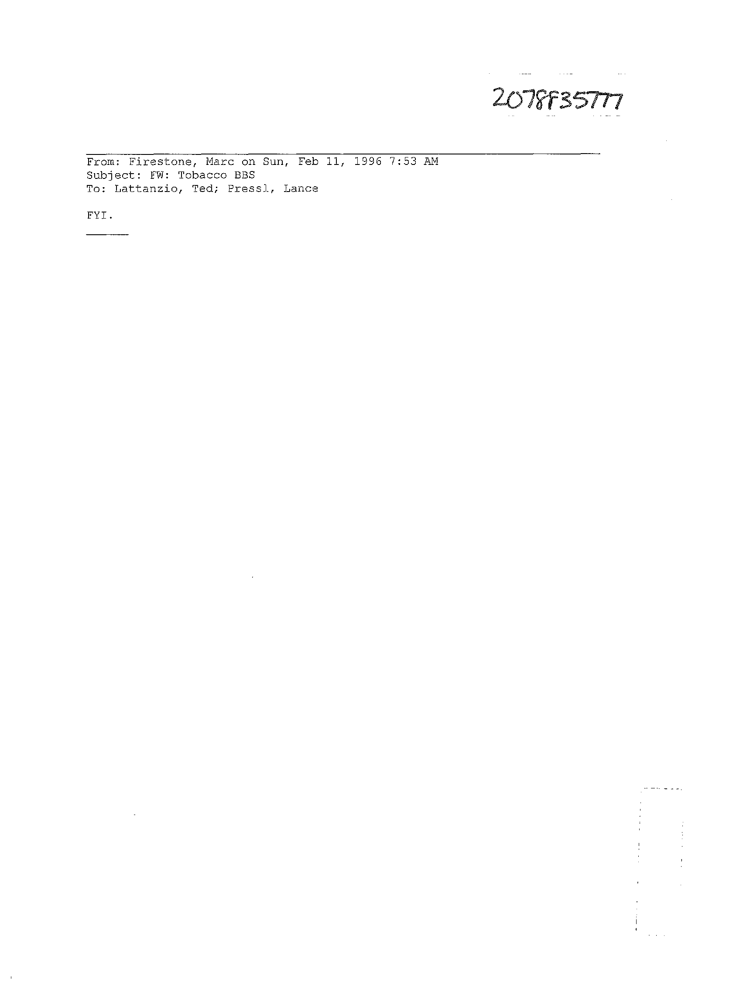 2078F35777
From: Firestone, Marc on Sun, Feb 11, 1996 7:53 AM
Subject: FW: Tobacco BBS
To: Lattanzio, Ted; Pressl, Lance
FYI.